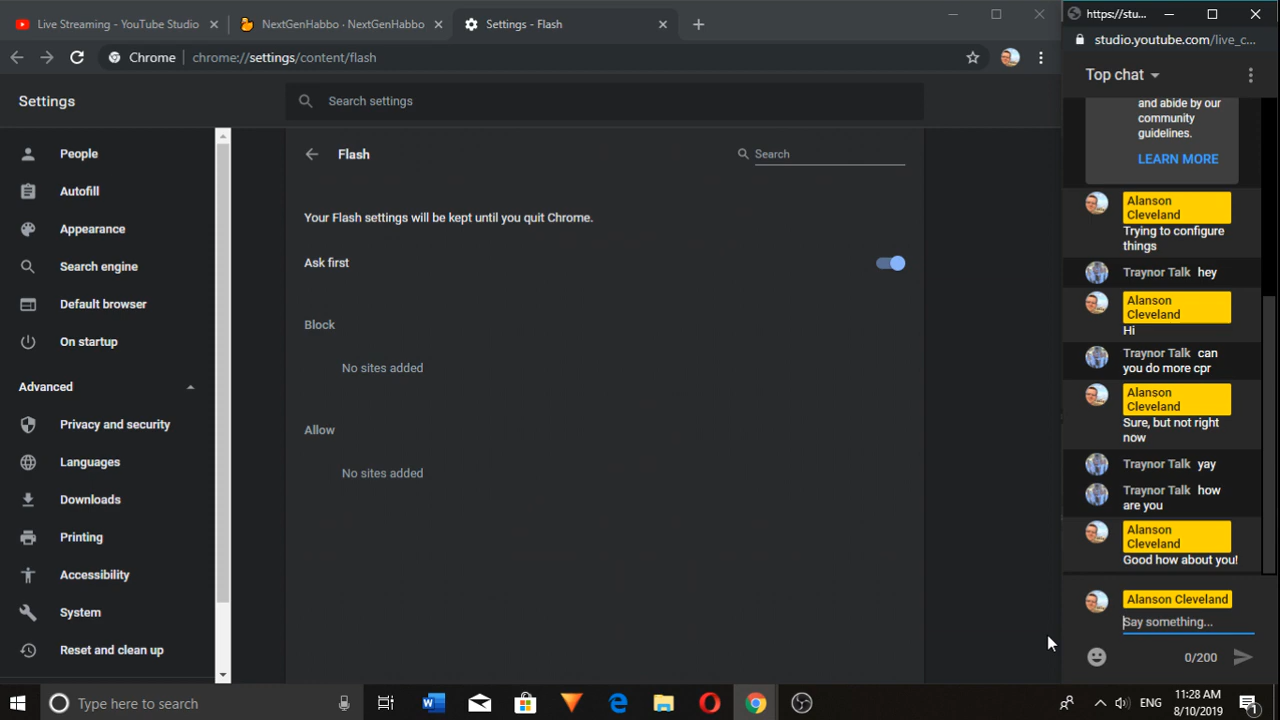 Live Streaming - YouTube Studio
NextGenHabbo · NextGenHabbo
Settings - Flash
https://stu...
Chrome
chrome://settings/content/flash
studio.youtube.com/live_c...
Settings
Search settings
Top chat
People
Autofill
Appearance
Search engine
Default browser
On startup
Advanced
Privacy and security
Languages
Downloads
Printing
Accessibility
System
Reset and clean up
Flash
Search
Your Flash settings will be kept until you quit Chrome.
Ask first
Block
No sites added
Allow
No sites added
and abide by our
community
guidelines.
LEARN MORE
Alanson
Cleveland
Trying to configure
things
Traynor Talk hey
Alanson
Cleveland
Hi
Traynor Talk can
you do more cpr
Alanson
Cleveland
Sure, but not right
now
Traynor Talk yay
Traynor Talk how
are you
Alanson
Cleveland
Good how about you!
Alanson Cleveland
Say something...
0/200
Type here to search
ENG
11:28 AM
8/10/2019
1